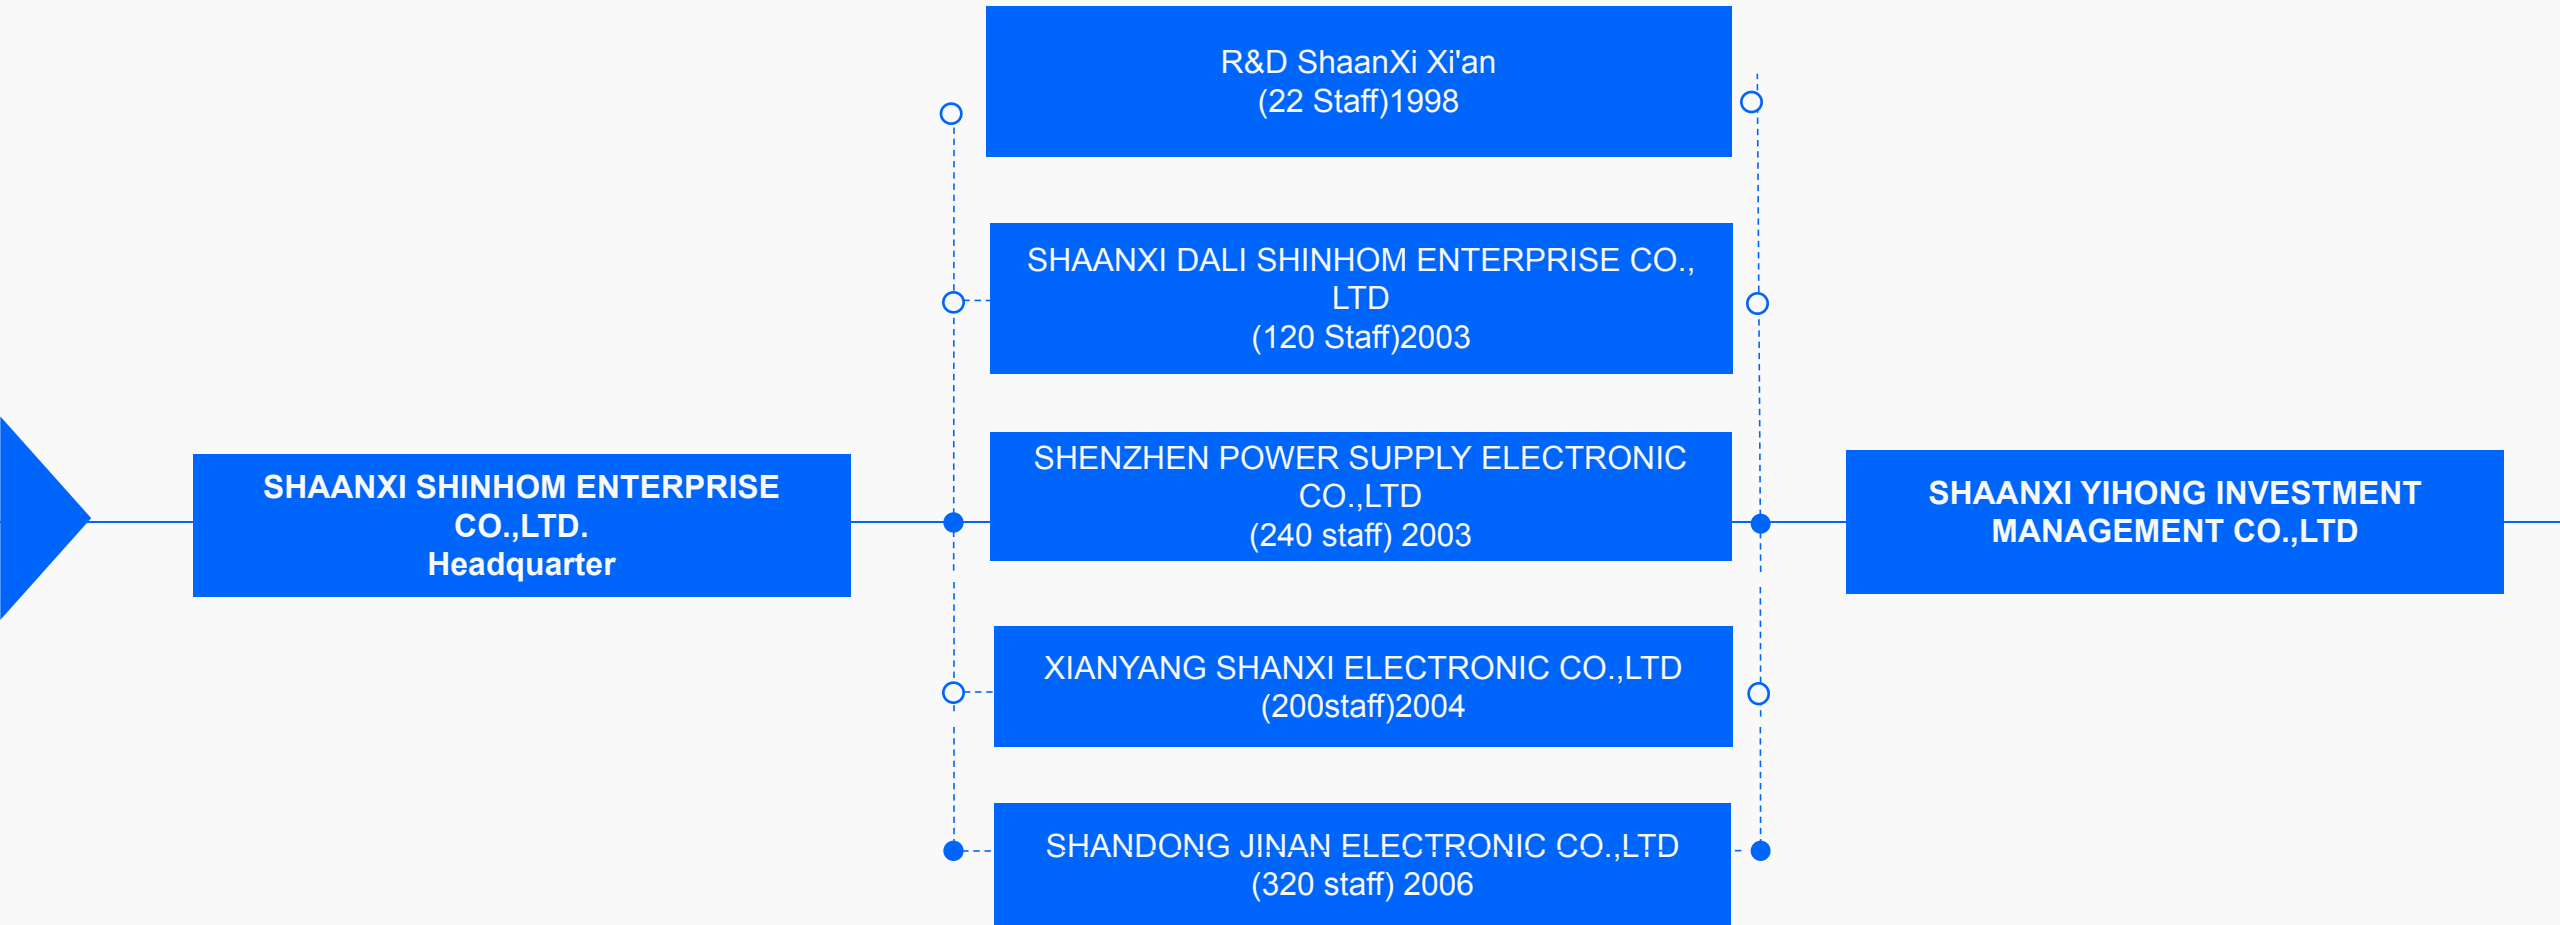 SHAANXI SHINHOM ENTERPRISE
CO.,LTD.
Headquarter
R&D ShaanXi Xi'an
(22 Staff)1998
SHAANXI DALI SHINHOM ENTERPRISE CO.,
LTD
(120 Staff)2003
SHENZHEN POWER SUPPLY ELECTRONIC
CO.,LTD
(240 staff) 2003
XIANYANG SHANXI ELECTRONIC CO.,LTD
(200staff)2004
SHANDONG JINAN ELECTRONIC CO.,LTD
(320 staff) 2006
SHAANXI YIHONG INVESTMENT
MANAGEMENT CO.,LTD